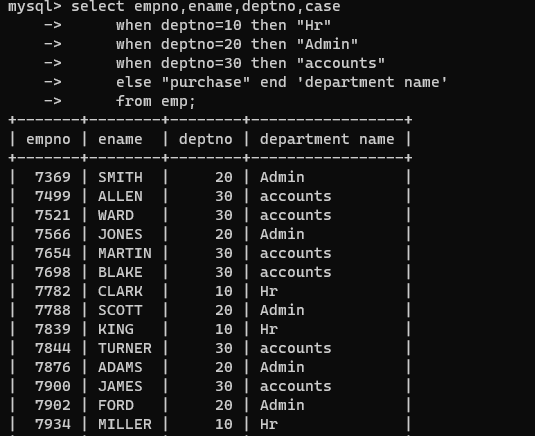 mysql> select empno,ename,deptno,case
    ->      when deptno=10 then "Hr"
    ->      when deptno=20 then "Admin"
    ->      when deptno=30 then "accounts"
    ->      else "purchase" end 'department name'
    ->      from emp;
+-------+--------+--------+-----------------+
| empno | ename  | deptno | department name |
+-------+--------+--------+-----------------+
|  7369 | SMITH  |     20 | Admin           |
|  7499 | ALLEN  |     30 | accounts        |
|  7521 | WARD   |     30 | accounts        |
|  7566 | JONES  |     20 | Admin           |
|  7654 | MARTIN |     30 | accounts        |
|  7698 | BLAKE  |     30 | accounts        |
|  7782 | CLARK  |     10 | Hr              |
|  7788 | SCOTT  |     20 | Admin           |
|  7839 | KING   |     10 | Hr              |
|  7844 | TURNER |     30 | accounts        |
|  7876 | ADAMS  |     20 | Admin           |
|  7900 | JAMES  |     30 | accounts        |
|  7902 | FORD   |     20 | Admin           |
|  7934 | MILLER |     10 | Hr              |